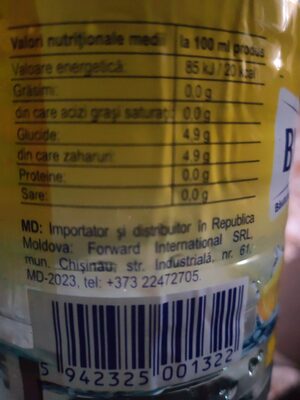 Valori nutriționale medii la 100 ml produs
Valoare energetică: 85 kJ / 20 kcal
Grăsimi: 0,0 g
din care acizi grași saturați: 0,0 g
Glucide: 4,9 g
din care zaharuri: 4,9 g
Proteine: 0,0 g
Sare: 0,0 g
MD: Importator și distribuitor în Republica
Moldova: Forward International SRL,
mun. Chișinău, str. Industrială, nr. 61,
MD-2023, tel: +373 22472705.
5 942325 001322
B